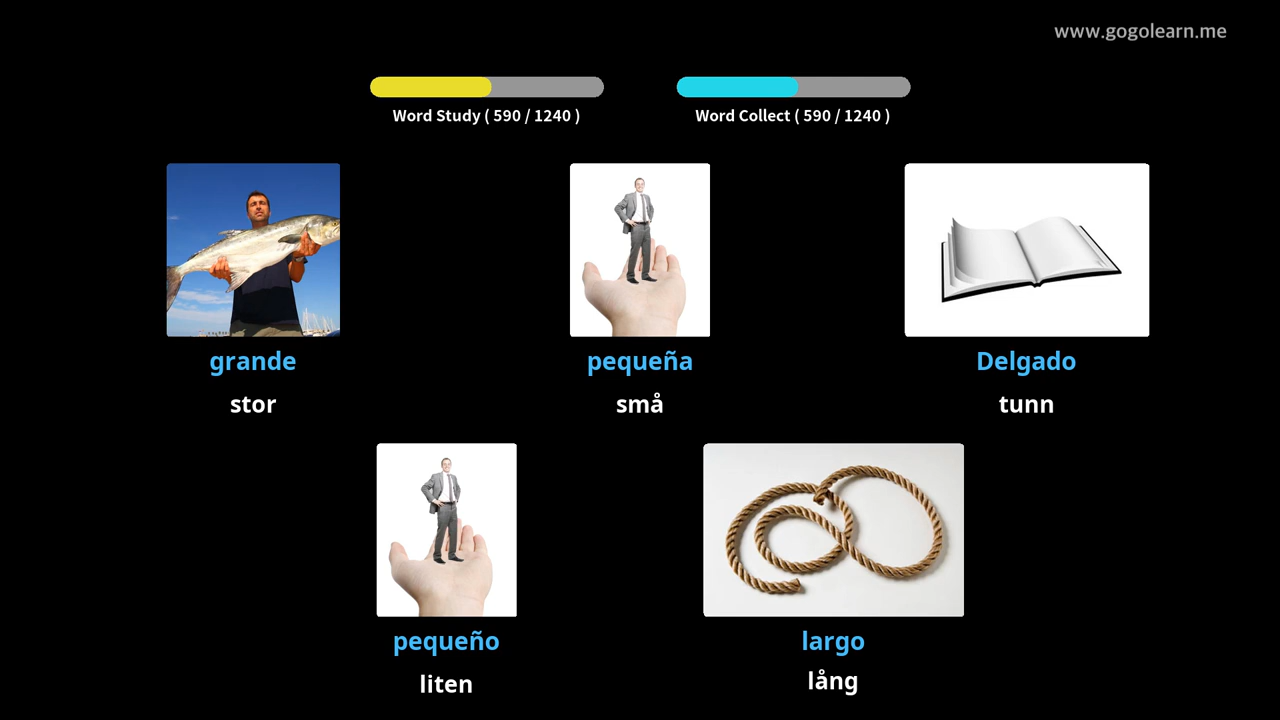 www.gogolearn.me
Word Study ( 590 / 1240 )
Word Collect ( 590 / 1240 )
grande
pequeña
Delgado
stor
små
tunn
pequeño
largo
liten
lång